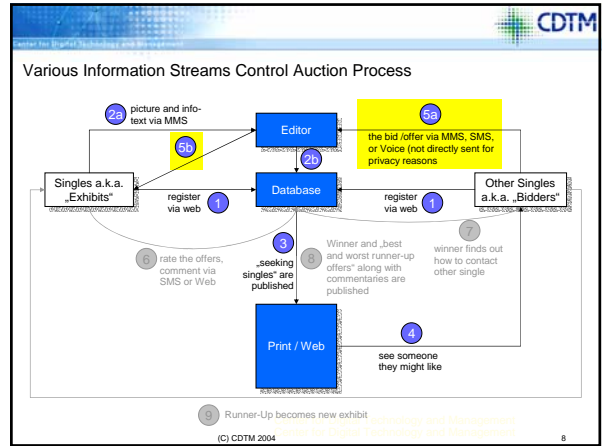 CDTM
Center for Digital Technology and Management
Various Information Streams Control Auction Process
2a
picture and info-
text via MMS
Editor
5a
the bid /offer via MMS, SMS,
or Voice (not directly sent for
privacy reasons
5b
2b
Singles a.k.a.
„Exhibits“
register
via web
1
Database
register
via web
1
Other Singles
a.k.a. „Bidders“
6
rate the offers,
comment via
SMS or Web
3
„seeking
singles“ are
published
8
Winner and „best
and worst runner-up
offers“ along with
commentaries are
published
7
winner finds out
how to contact
other single
Print / Web
4
see someone
they might like
9
Runner-Up becomes new exhibit
(C) CDTM 2004
8